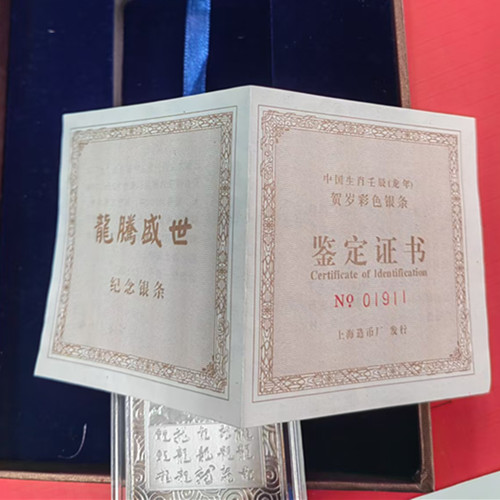 龍騰盛世
纪念银条
中国生肖壬辰(龙年)
贺岁彩色银条
鉴定证书
Certificate of Identification
Nº 01911
上海造币厂 发行